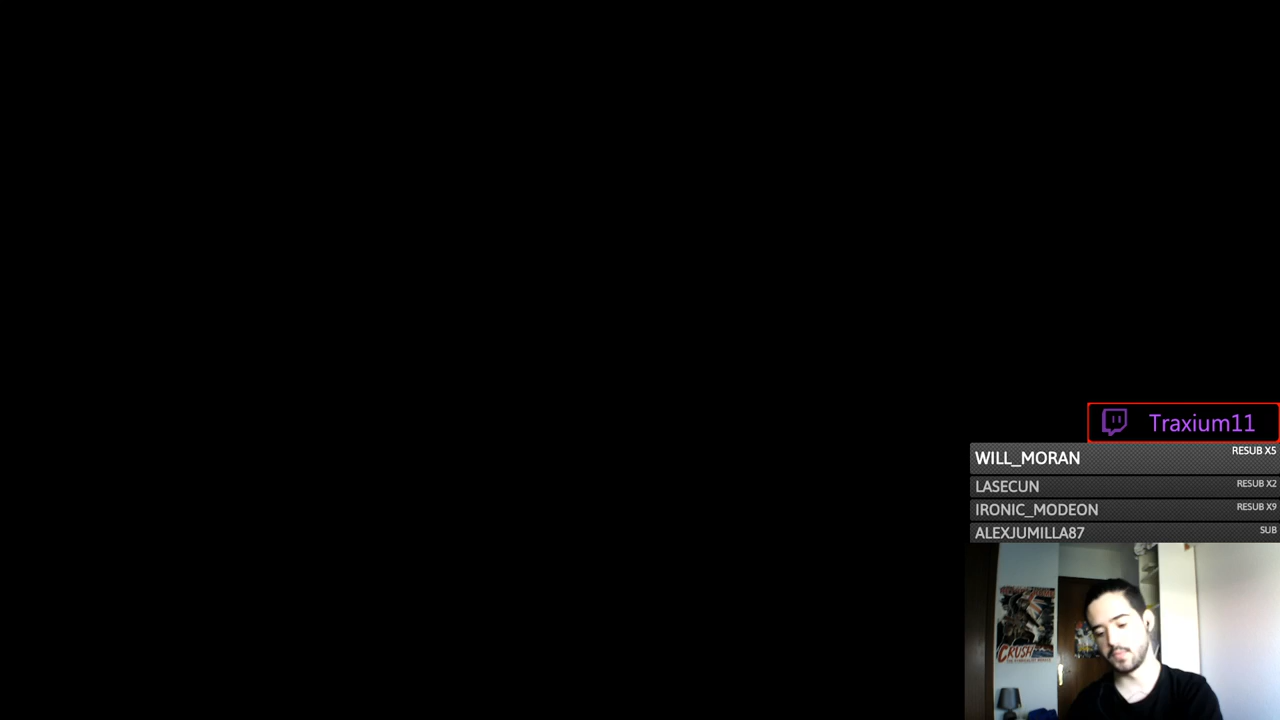 Traxium11
WILL_MORAN RESUB X5
LASECUN RESUB X2
IRONIC_MODEON RESUB X9
ALEXJUMILLA87 SUB
CRUSH